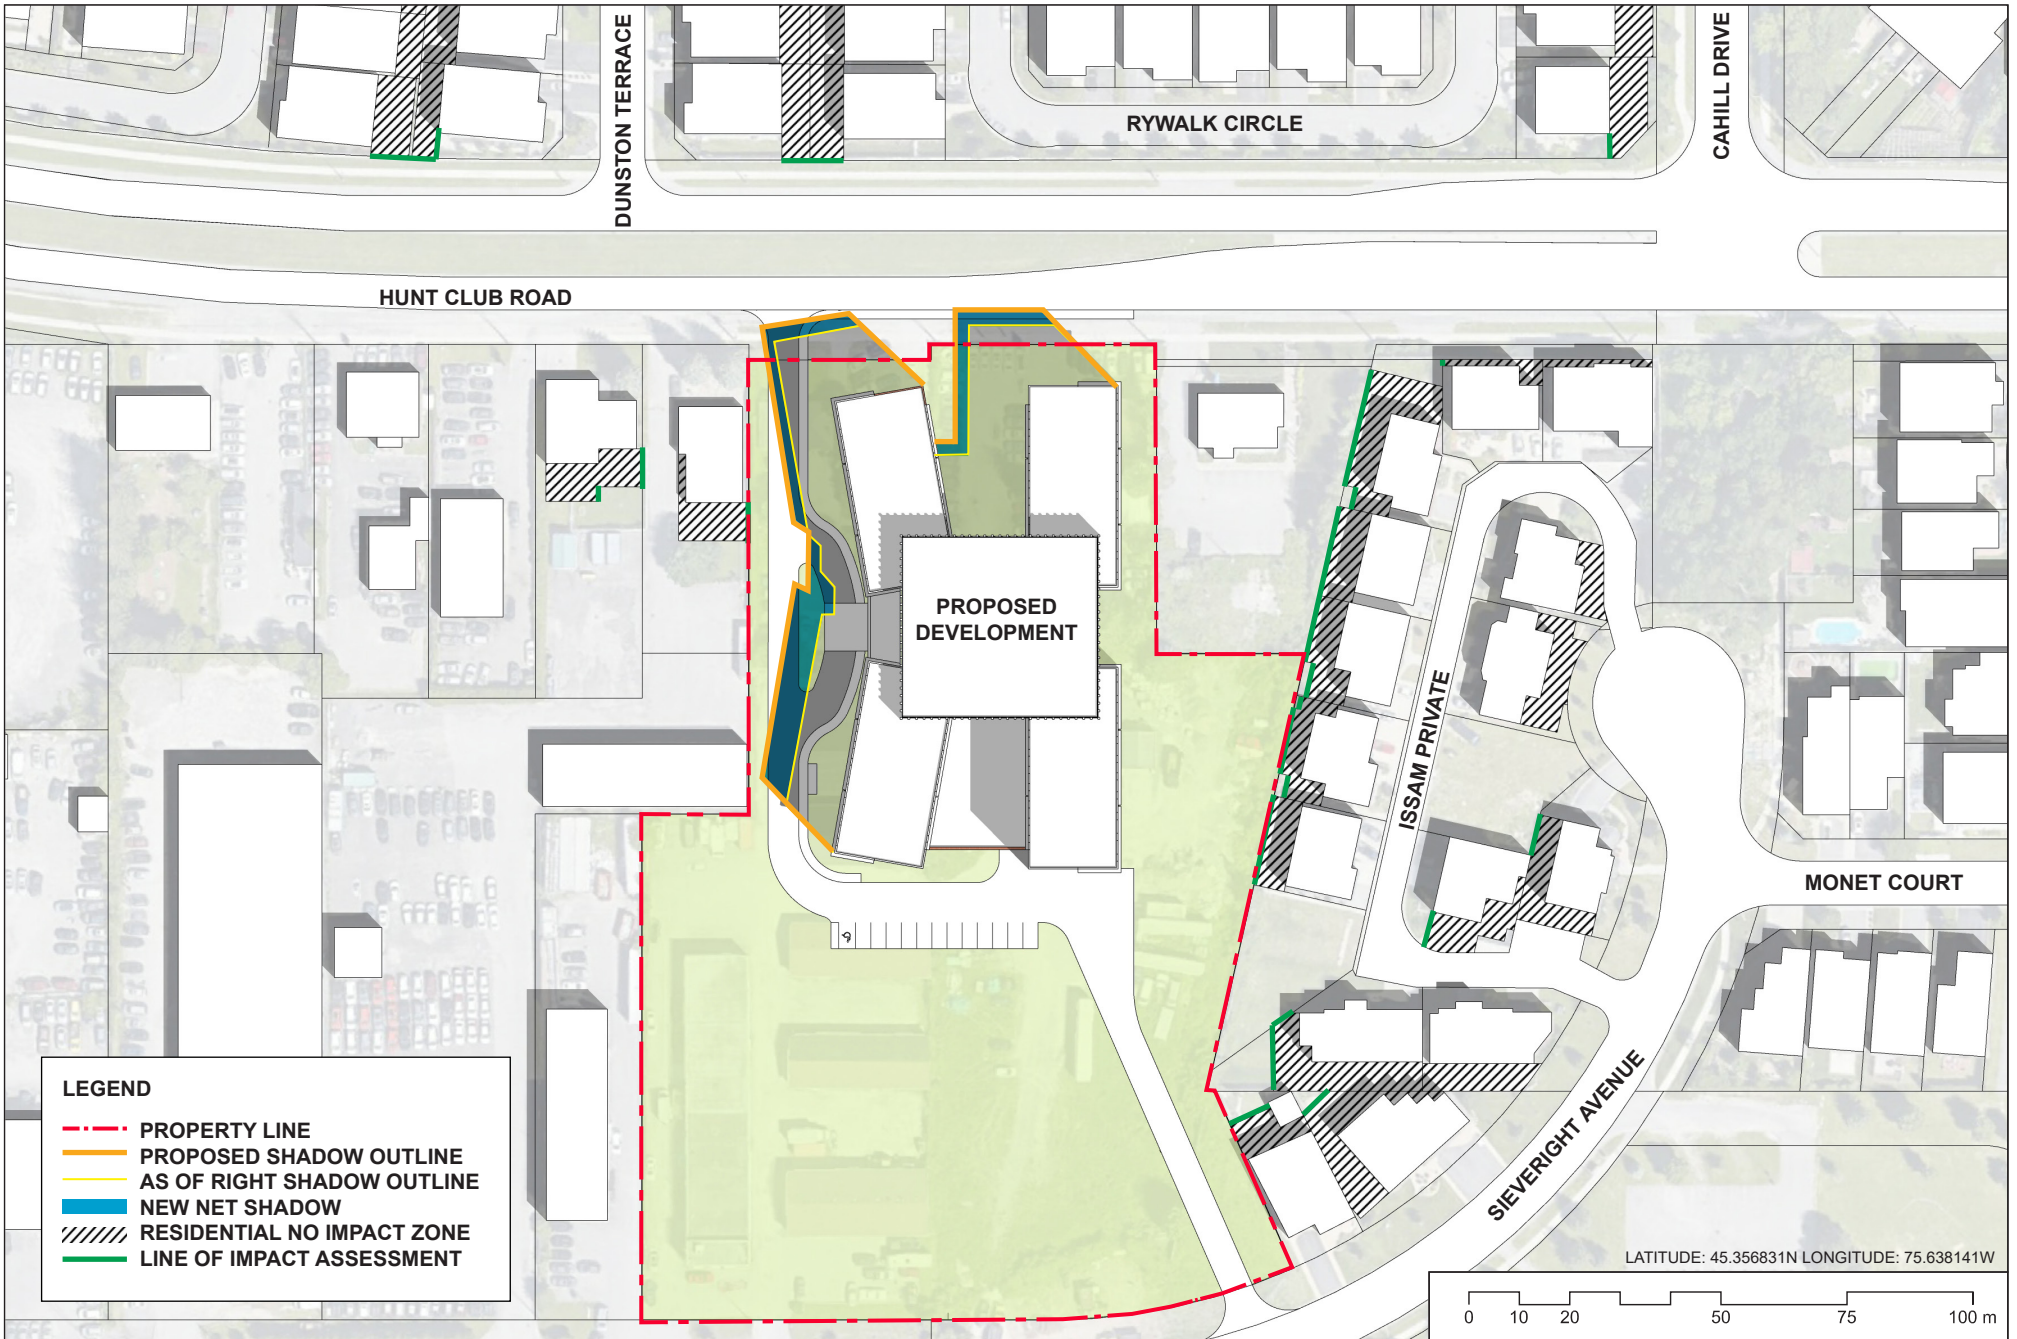 DUNSTON TERRACE
RYWALK CIRCLE
CAHILL DRIVE
HUNT CLUB ROAD
PROPOSED
DEVELOPMENT
ISSAM PRIVATE
MONET COURT
SIEVERIGHT AVENUE
LEGEND
PROPERTY LINE
PROPOSED SHADOW OUTLINE
AS OF RIGHT SHADOW OUTLINE
NEW NET SHADOW
RESIDENTIAL NO IMPACT ZONE
LINE OF IMPACT ASSESSMENT
LATITUDE: 45.356831N LONGITUDE: 75.638141W
0 10 20 50 75 100 m